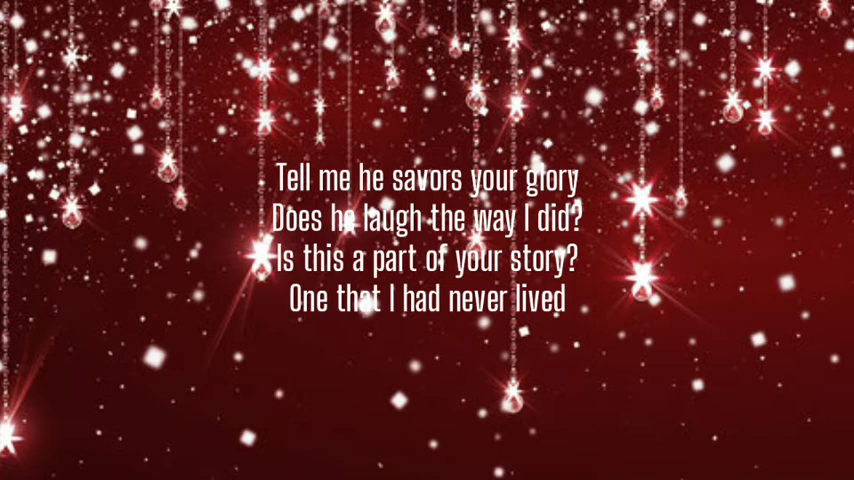 Tell me he savors your glory
Does he laugh the way I did?
Is this a part of your story?
One that I had never lived